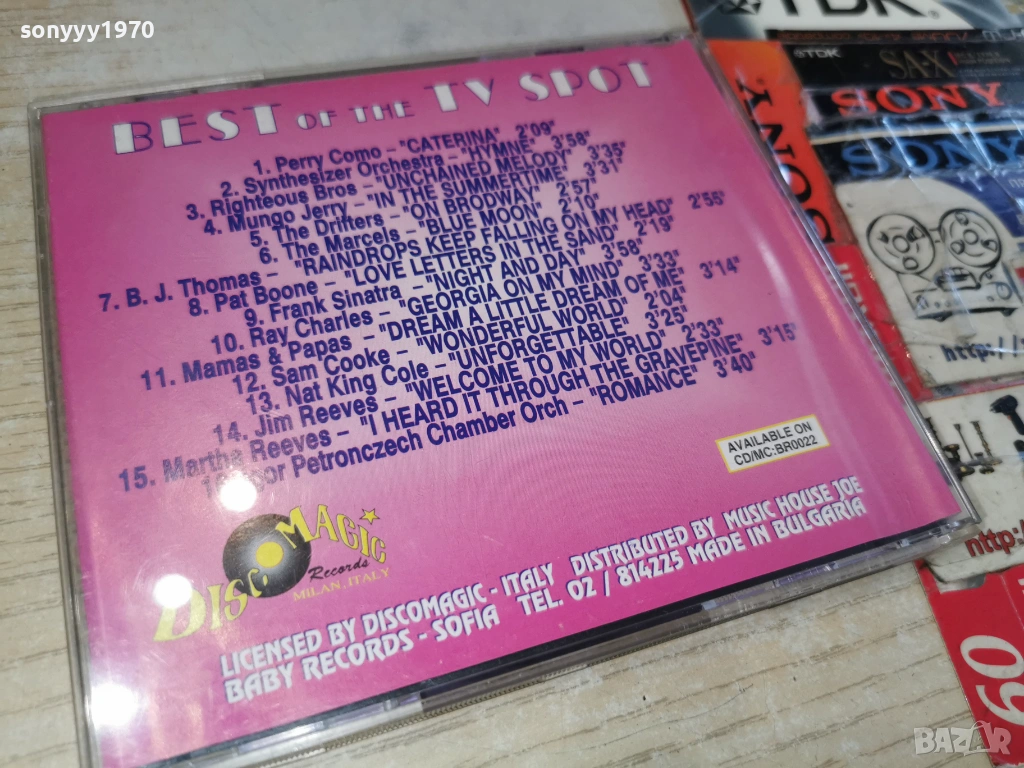 sonyyy1970
BEST OF THE TV SPOT
1. Perry Como - "CATERINA" 2'09"
2. Synthesizer Orchestra - "HYMNE" 3'58"
3. Righteous Bros - "UNCHAINED MELODY" 3'35"
4. Mungo Jerry - "IN THE SUMMERTIME" 3'31"
5. The Drifters - "ON BRODWAY" 2'57"
6. The Marcels - "BLUE MOON" 2'10"
7. B. J. Thomas - "RAINDROPS KEEP FALLING ON MY HEAD" 2'55"
8. Pat Boone - "LOVE LETTERS IN THE SAND" 2'19"
9. Frank Sinatra - "NIGHT AND DAY" 3'58"
10. Ray Charles - "GEORGIA ON MY MIND" 3'33"
11. Mamas & Papas - "DREAM A LITTLE DREAM OF ME" 3'14"
12. Sam Cooke - "WONDERFUL WORLD" 2'04"
13. Nat King Cole - "UNFORGETTABLE" 3'25"
14. Jim Reeves - "WELCOME TO MY WORLD" 2'33"
15. Martha Reeves - "I HEARD IT THROUGH THE GRAVEPINE" 3'15"
Petronczech Chamber Orch - "ROMANCE" 3'40"
AVAILABLE ON
CD/MC:BR0022
DISCOMAGIC
Records
MILAN, ITALY
LICENSED BY DISCOMAGIC - ITALY DISTRIBUTED BY MUSIC HOUSE JOE
BABY RECORDS - SOFIA TEL. 02 / 814225 MADE IN BULGARIA
TDK
TDK
SA-X
SONY
SONY
SONY
http://
http:
60
BAZAR